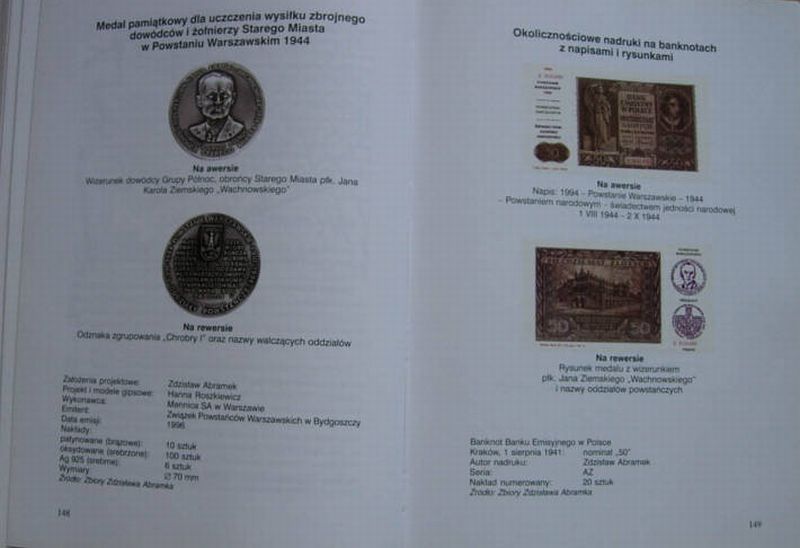 Medal pamiątkowy dla uczczenia wysiłku zbrojnego
dowódców i żołnierzy Starego Miasta
w Powstaniu Warszawskim 1944
Na awersie
Wizerunek dowódcy Grupy Północ, obrońcy Starego Miasta płk. Jana
Karola Ziemskiego „Wachnowskiego"
Na rewersie
Odznaka zgrupowania „Chrobry I" oraz nazwy walczących oddziałów
Założenia projektowe: Zdzisław Abramek
Projekt i modele gipsowe: Hanna Roszkiewicz
Wykonawca: Mennica SA w Warszawie
Emitent: Związek Powstańców Warszawskich w Bydgoszczy
Data emisji: 1996
Nakłady:
patynowane (brązowe): 10 sztuk
oksydowane (srebrzone): 100 sztuk
Ag 925 (srebrne): 6 sztuk
Wymiary ∅ 70 mm
Źródło: Zbiory Zdzisława Abramka
148
Okolicznościowe nadruki na banknotach
z napisami i rysunkami
50
Na awersie
Napis: 1994 - Powstanie Warszawskie - 1944
- Powstaniem narodowym - świadectwem jedności narodowej
1 VIII 1944 - 2 X 1944
50 50
Na rewersie
Rysunek medalu z wizerunkiem
płk. Jana Ziemskiego „Wachnowskiego"
i nazwy oddziałów powstańczych
Banknot Banku Emisyjnego w Polsce
Kraków, 1 sierpnia 1941: nominał „50"
Autor nadruku: Zdzisław Abramek
Seria: AZ
Nakład numerowany: 20 sztuk
Źródło: Zbiory Zdzisława Abramka
149